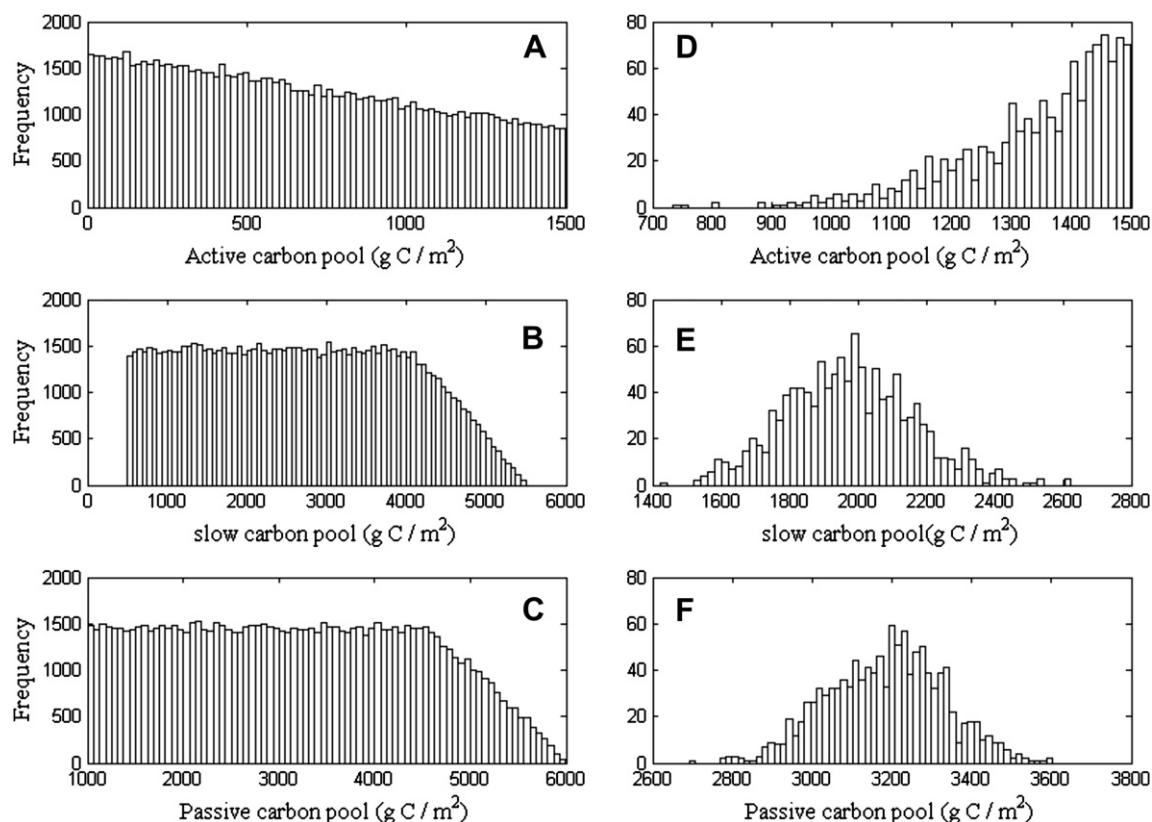 2000
1500
1000
500
0
Frequency
A
0 500 1000 1500
Active carbon pool (g C / m²)
80
60
40
20
0
D
700 800 900 1000 1100 1200 1300 1400 1500
Active carbon pool (g C / m²)
2000
1500
1000
500
0
Frequency
B
0 1000 2000 3000 4000 5000 6000
slow carbon pool (g C / m²)
80
60
40
20
0
E
1400 1600 1800 2000 2200 2400 2600 2800
slow carbon pool(g C / m²)
2000
1500
1000
500
0
Frequency
C
1000 2000 3000 4000 5000 6000
Passive carbon pool (g C / m²)
80
60
40
20
0
F
2600 2800 3000 3200 3400 3600 3800
Passive carbon pool (g C / m²)